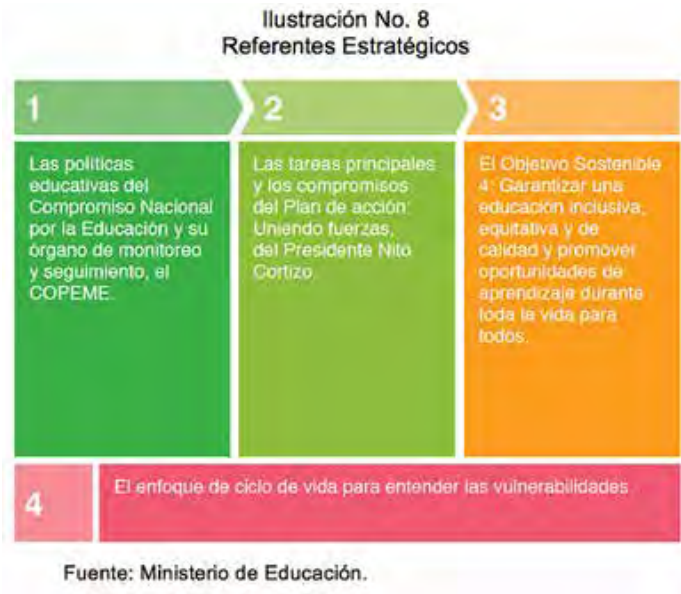 Ilustración No. 8
Referentes Estratégicos
1
Las políticas
educativas del
Compromiso Nacional
por la Educación y su
órgano de monitoreo
y seguimiento, el
COPEME.
2
Las tareas principales
y los compromisos
del Plan de acción:
Uniendo fuerzas,
del Presidente Nito
Cortizo.
3
El Objetivo Sostenible
4: Garantizar una
educación inclusiva,
equitativa y de
calidad y promover
oportunidades de
aprendizaje durante
toda la vida para
todos.
4
El enfoque de ciclo de vida para entender las vulnerabilidades
Fuente: Ministerio de Educación.